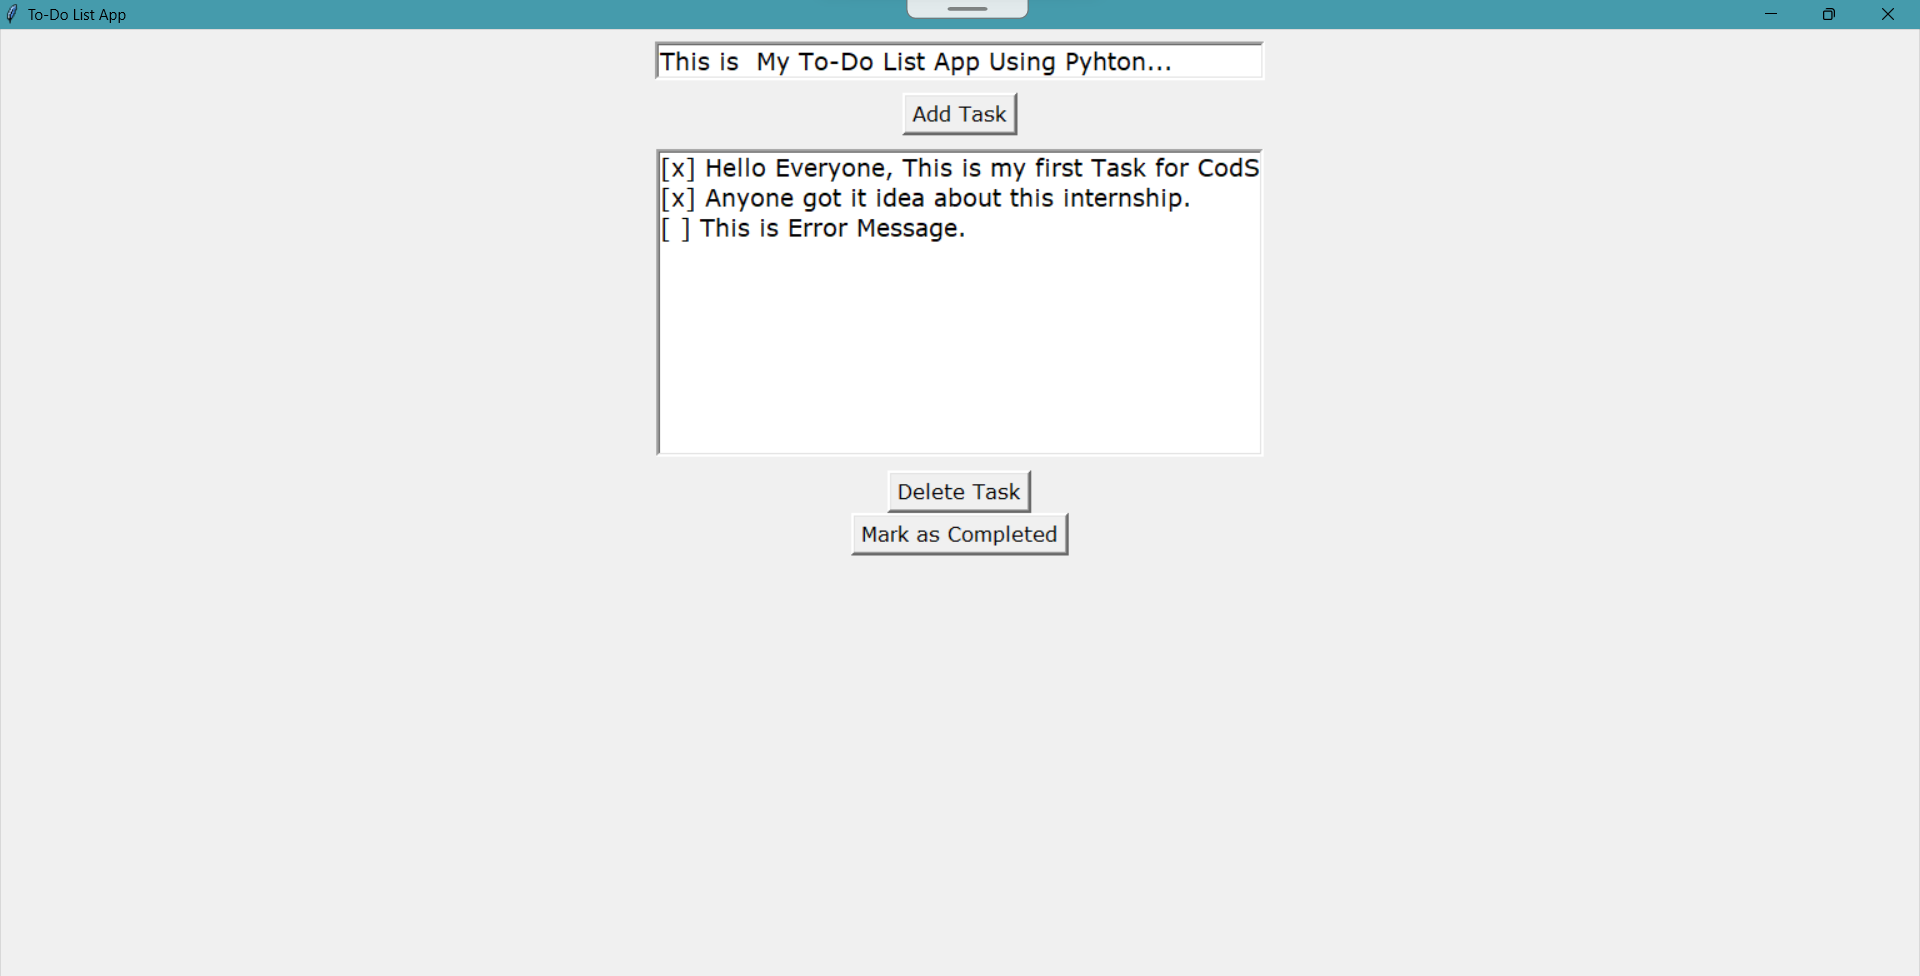 To-Do List App
This is  My To-Do List App Using Pyhton...
Add Task
[x] Hello Everyone, This is my first Task for CodS
[x] Anyone got it idea about this internship.
[ ] This is Error Message.
Delete Task
Mark as Completed